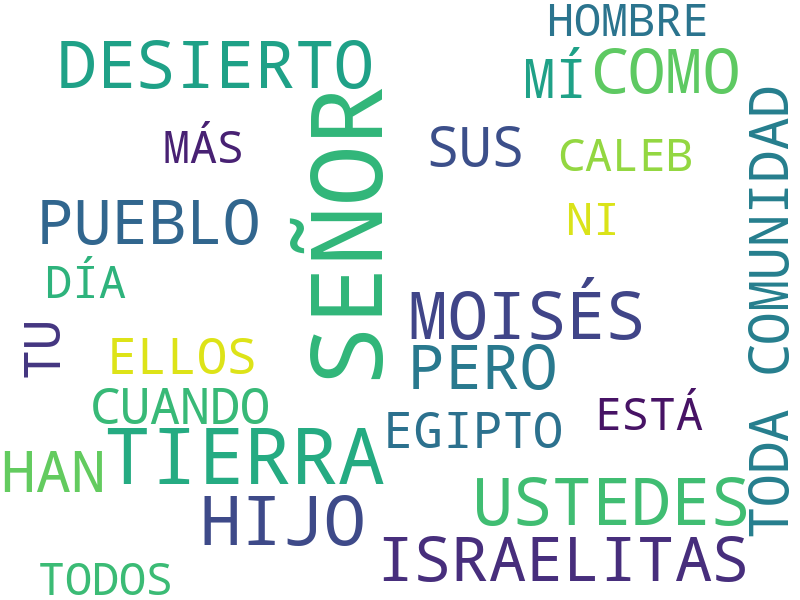 HOMBRE
DESIERTO
MÍ
COMO
MÁS
SEÑOR
SUS
CALEB
TODA COMUNIDAD
PUEBLO
NI
DÍA
MOISÉS
TU
ELLOS
PERO
CUANDO
EGIPTO
ESTÁ
HAN
TIERRA
HIJO
USTEDES
ISRAELITAS
TODOS